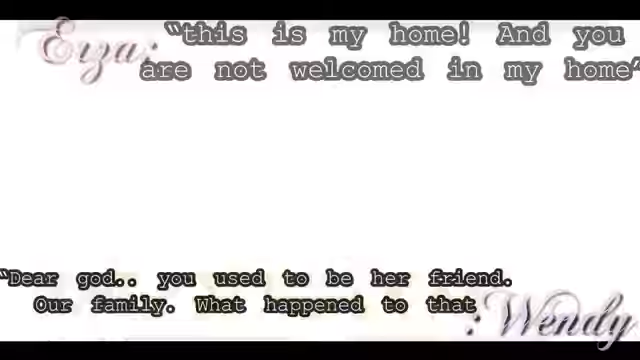 Eiza: “this is my home! And you
are not welcomed in my home”
“Dear god.. you used to be her friend.
Our family. What happened to that
:Wendy